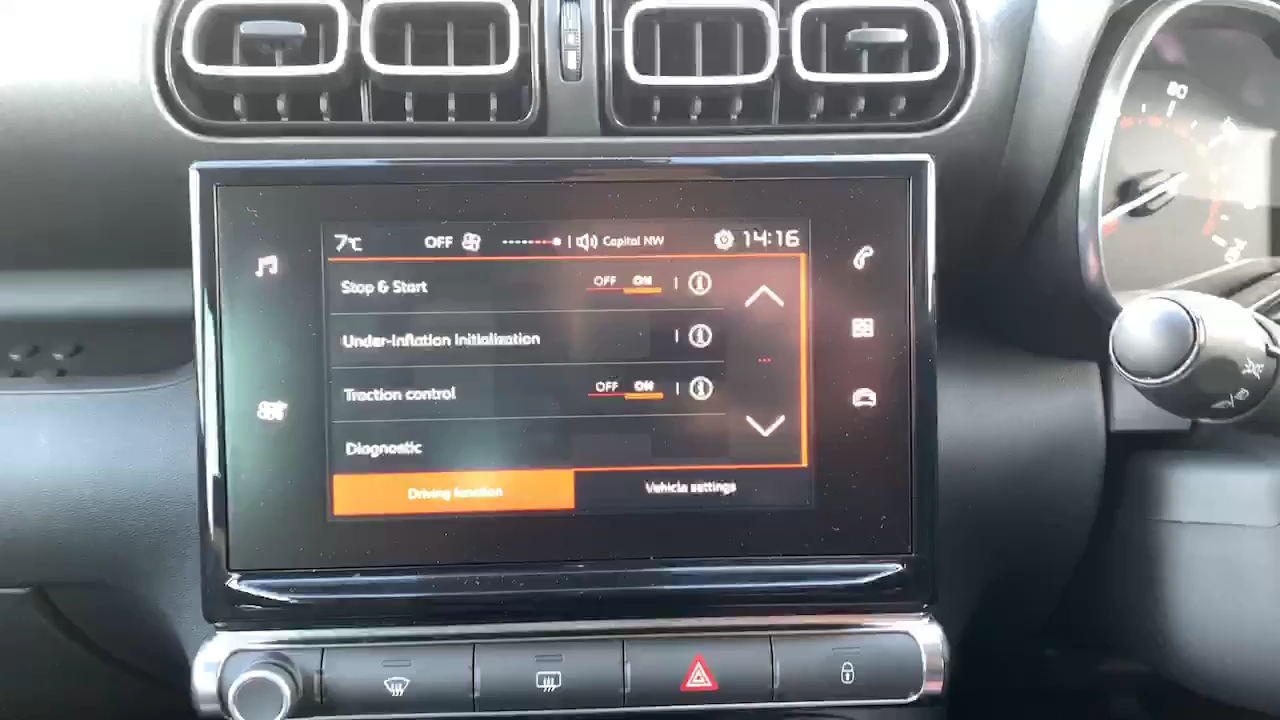 80
7°C OFF Capital NW 14:16
Stop & Start OFF ON
Under-inflation initialization
Traction control OFF ON
Diagnostic
Driving function Vehicle settings